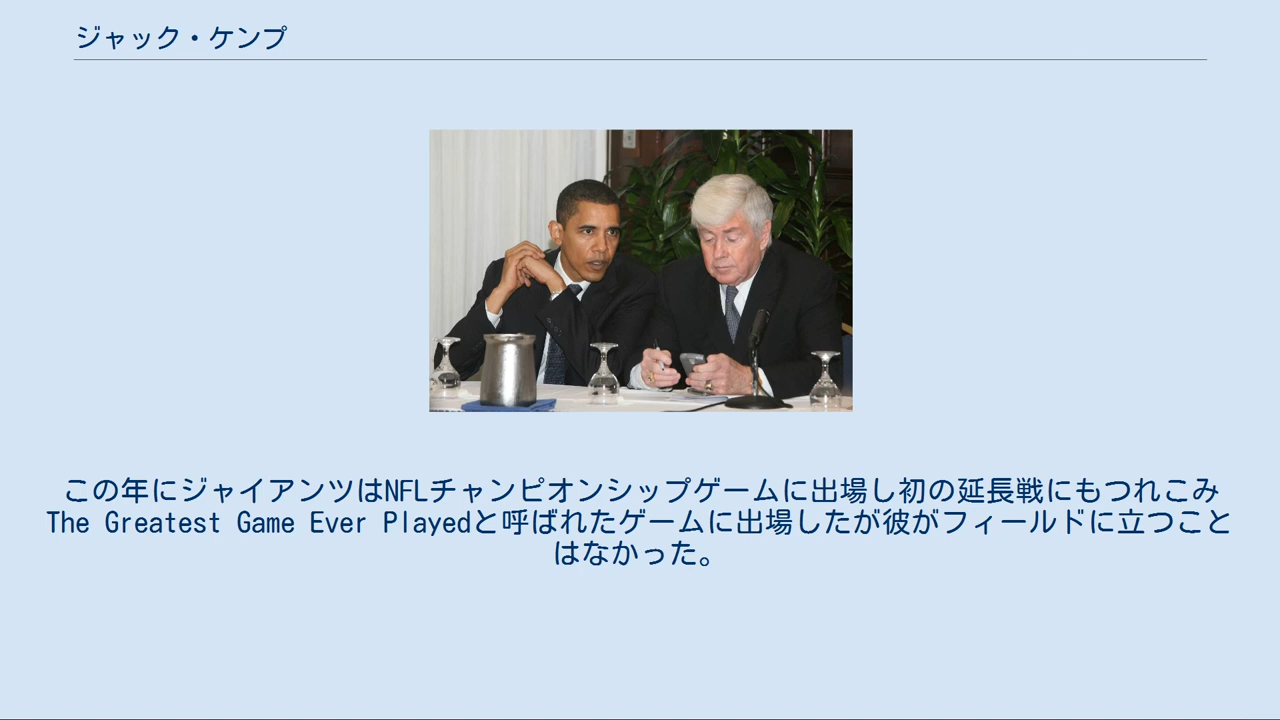 ジャック・ケンプ
この年にジャイアンツはNFLチャンピオンシップゲームに出場し初の延長戦にもつれこみ
The Greatest Game Ever Playedと呼ばれたゲームに出場したが彼がフィールドに立つこと
はなかった。